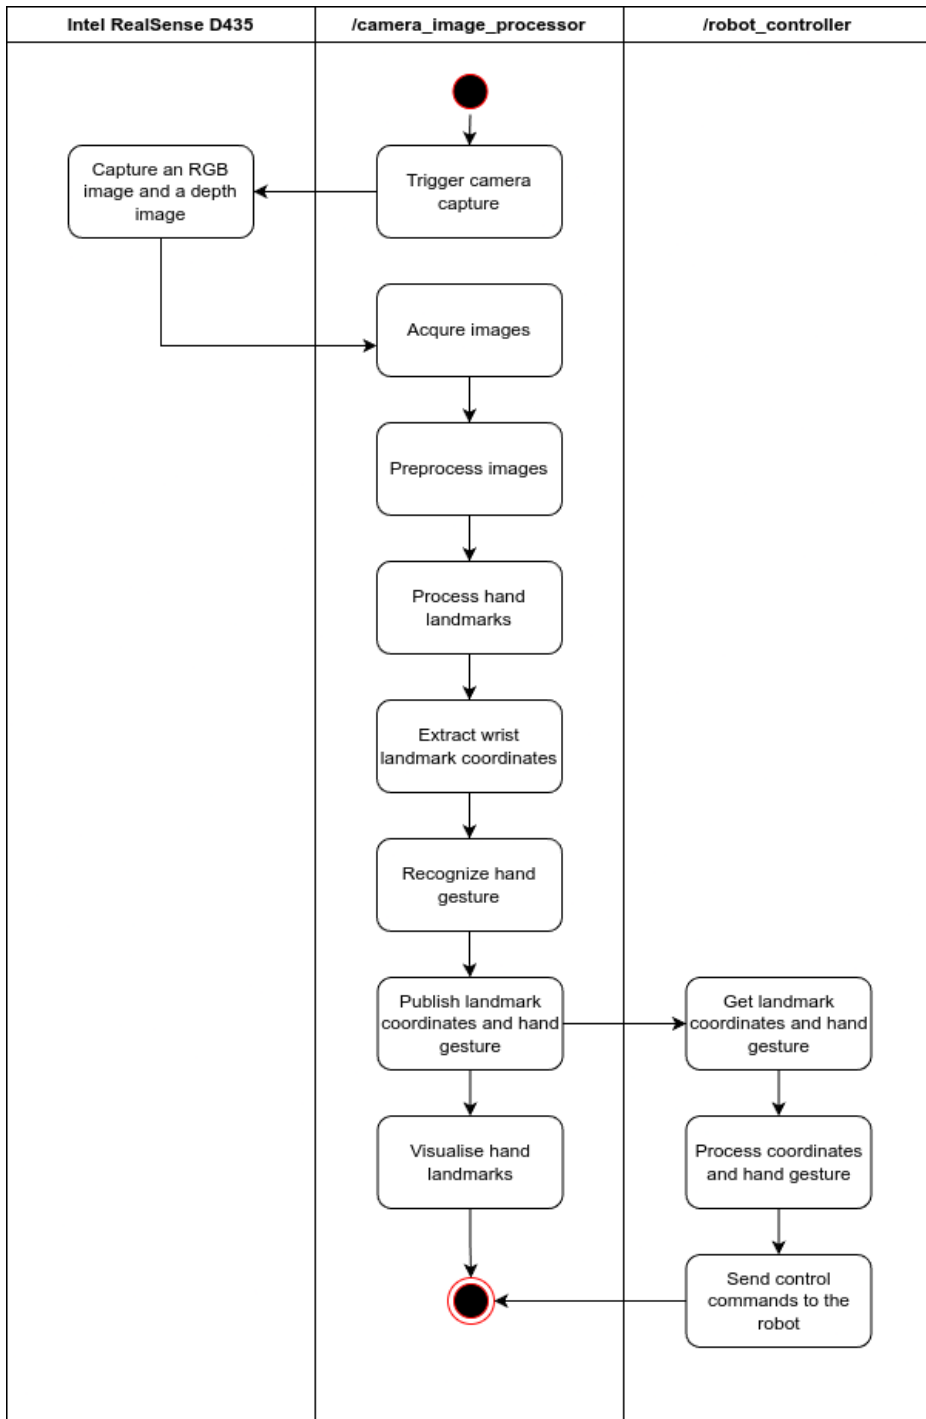 Intel RealSense D435
/camera_image_processor
/robot_controller
Capture an RGB
image and a depth
image
Trigger camera
capture
Acqure images
Preprocess images
Process hand
landmarks
Extract wrist
landmark coordinates
Recognize hand
gesture
Publish landmark
coordinates and hand
gesture
Get landmark
coordinates and hand
gesture
Visualise hand
landmarks
Process coordinates
and hand gesture
Send control
commands to the
robot